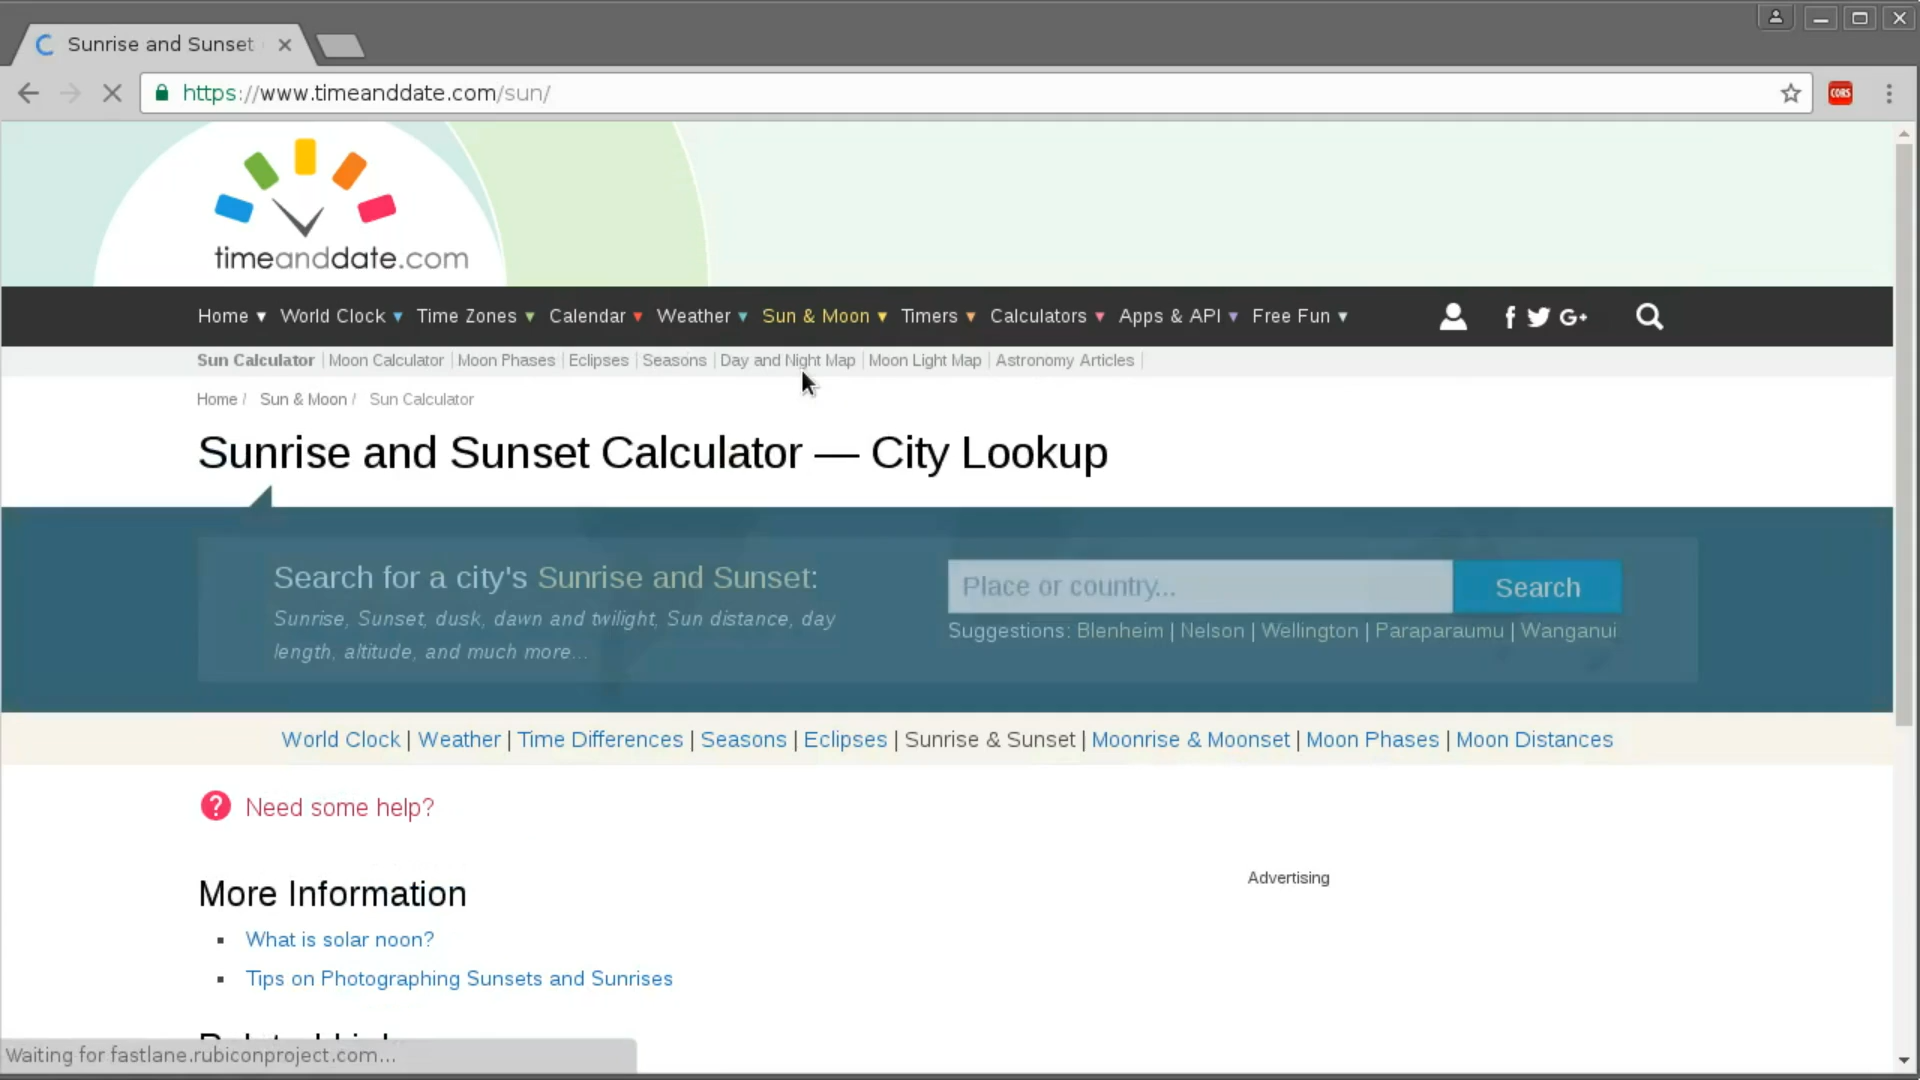 Sunrise and Sunset
https://www.timeanddate.com/sun/
CORS
timeanddate.com
Home ▾ World Clock ▾ Time Zones ▾ Calendar ▾ Weather ▾ Sun & Moon ▾ Timers ▾ Calculators ▾ Apps & API ▾ Free Fun ▾
Sun Calculator | Moon Calculator | Moon Phases | Eclipses | Seasons | Day and Night Map | Moon Light Map | Astronomy Articles |
Home / Sun & Moon / Sun Calculator
Sunrise and Sunset Calculator — City Lookup
Search for a city's Sunrise and Sunset:
Sunrise, Sunset, dusk, dawn and twilight, Sun distance, day
length, altitude, and much more...
Place or country...
Search
Suggestions: Blenheim | Nelson | Wellington | Paraparaumu | Wanganui
World Clock | Weather | Time Differences | Seasons | Eclipses | Sunrise & Sunset | Moonrise & Moonset | Moon Phases | Moon Distances
Need some help?
More Information
What is solar noon?
Tips on Photographing Sunsets and Sunrises
Advertising
Waiting for fastlane.rubiconproject.com...